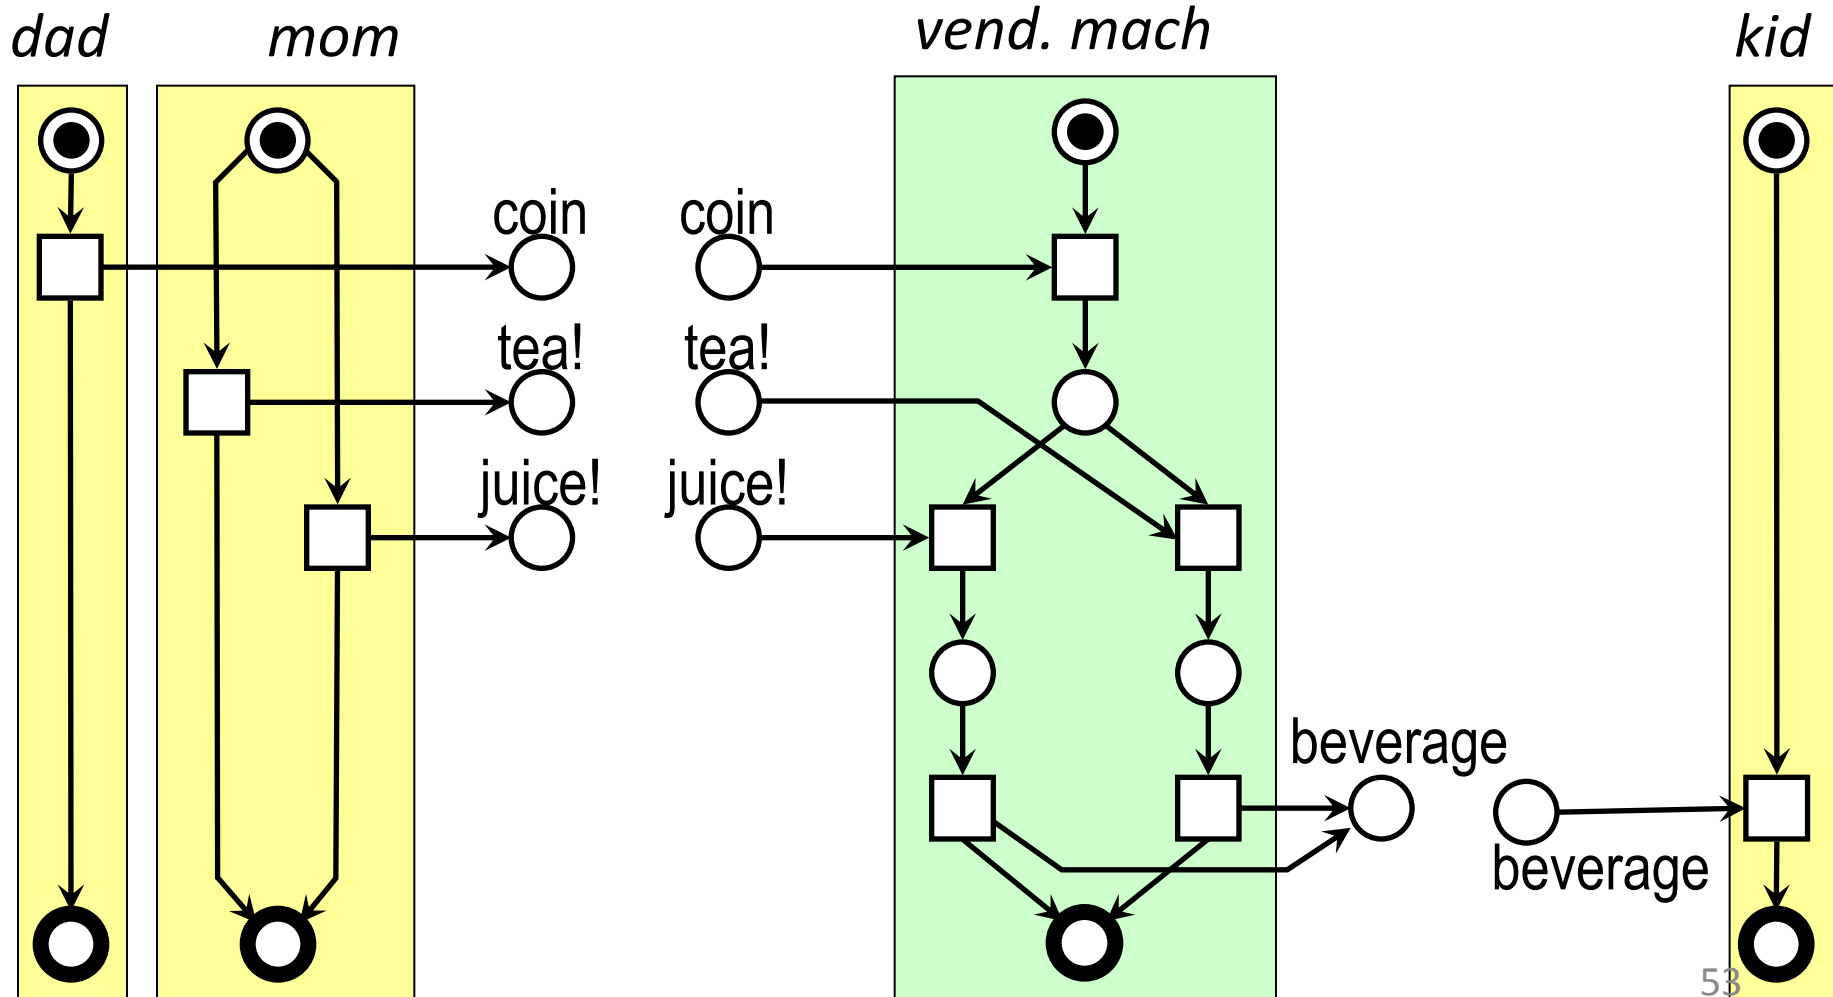 dad
mom
vend. mach
kid
coin
coin
tea!
tea!
juice!
juice!
beverage
beverage
53